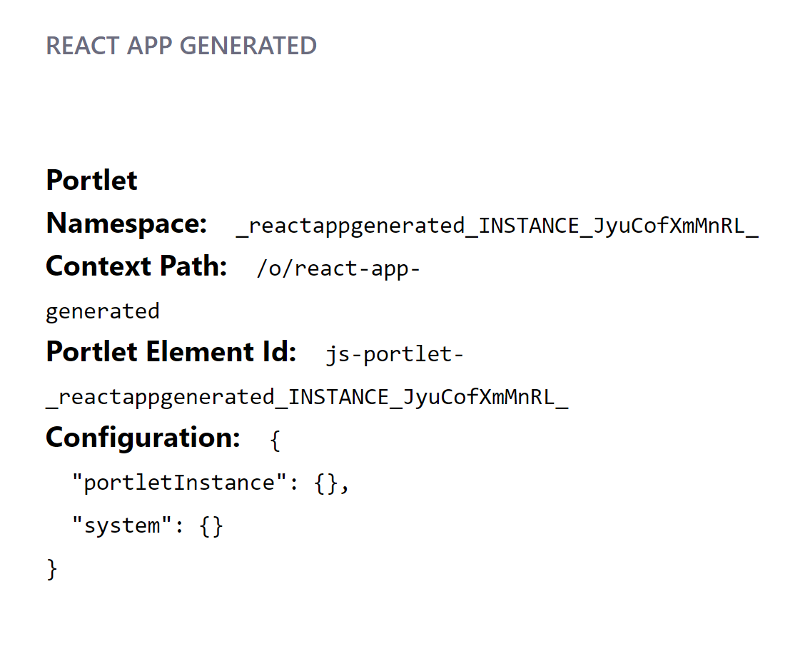 REACT APP GENERATED
Portlet
Namespace: _reactappgenerated_INSTANCE_JyuCofXmMnRL_
Context Path: /o/react-app-
generated
Portlet Element Id: js-portlet-
_reactappgenerated_INSTANCE_JyuCofXmMnRL_
Configuration: {
"portletInstance": {},
"system": {}
}